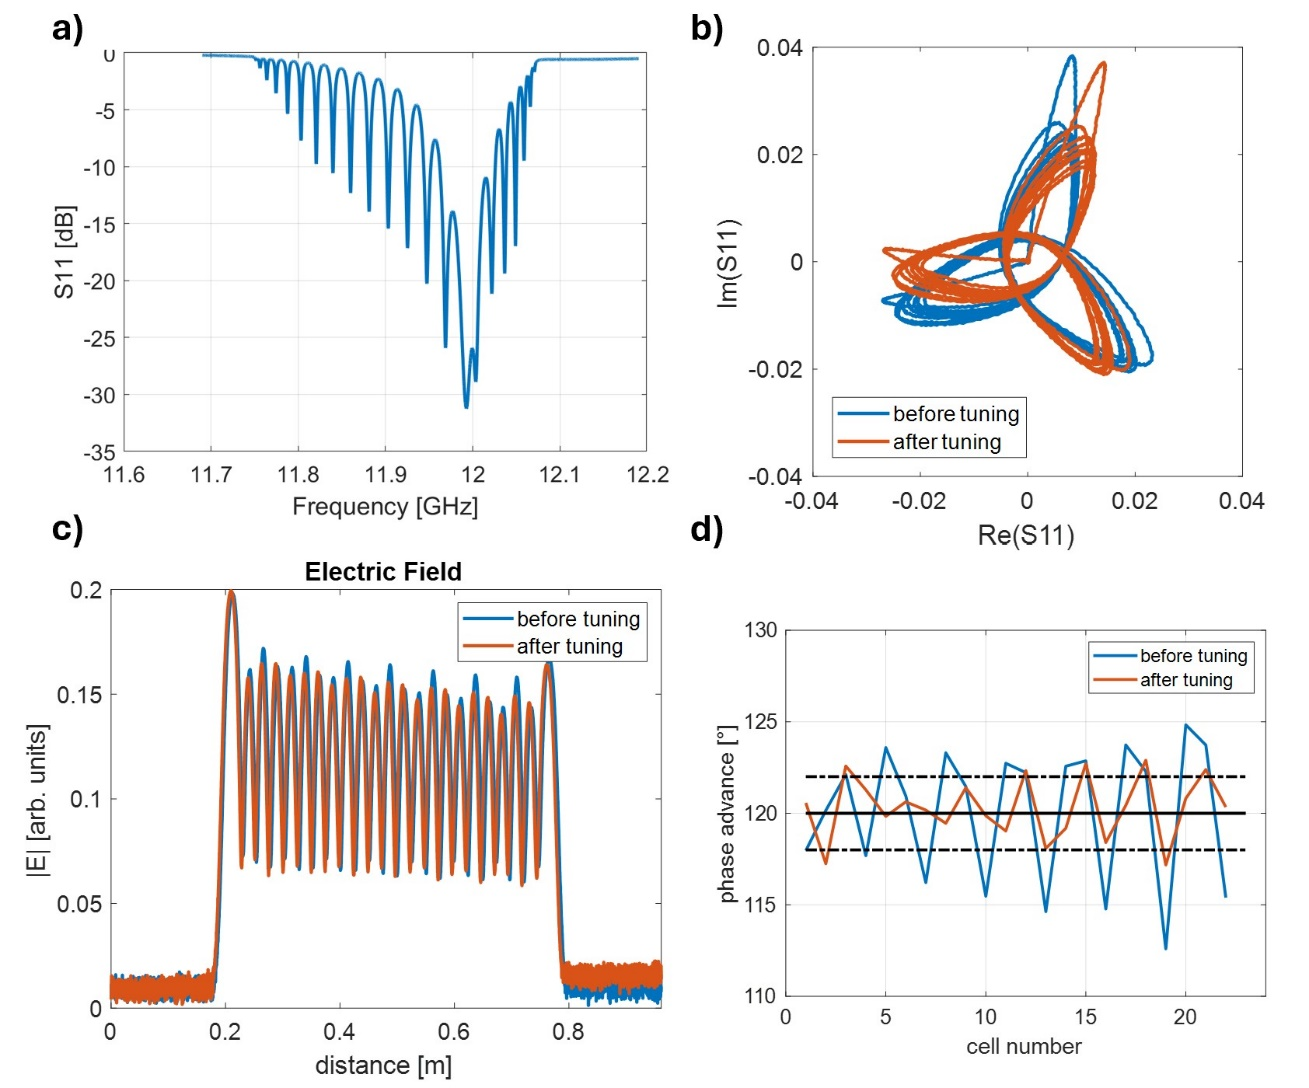 a)
0
-5
-10
-15
-20
-25
-30
-35
S11 [dB]
11.6 11.7 11.8 11.9 12 12.1 12.2
Frequency [GHz]
b)
0.04
0.02
0
-0.02
-0.04
Im(S11)
before tuning
after tuning
-0.04 -0.02 0 0.02 0.04
Re(S11)
c)
Electric Field
0.2
0.15
0.1
0.05
0
|E| [arb. units]
before tuning
after tuning
0 0.2 0.4 0.6 0.8
distance [m]
d)
130
125
120
115
110
phase advance [°]
before tuning
after tuning
0 5 10 15 20
cell number